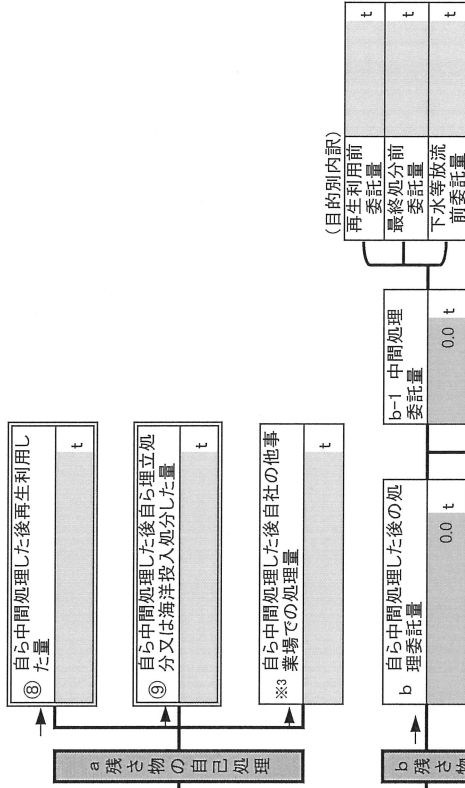 a 残さ物の自己処理
⑧ 自ら中間処理した後再生利用し
た量
t
⑨ 自ら中間処理した後自ら埋立処
分又は海洋投入処分した量
t
※3 自ら中間処理した後自社の他事
業場での処理量
t
b 残さ物
b 自ら中間処理した後の処
理委託量
0.0 t
b-1 中間処理
委託量
0.0 t
(目的別内訳)
再生利用前
委託量
t
最終処分前
委託量
t
下水等放流
前委託量
t